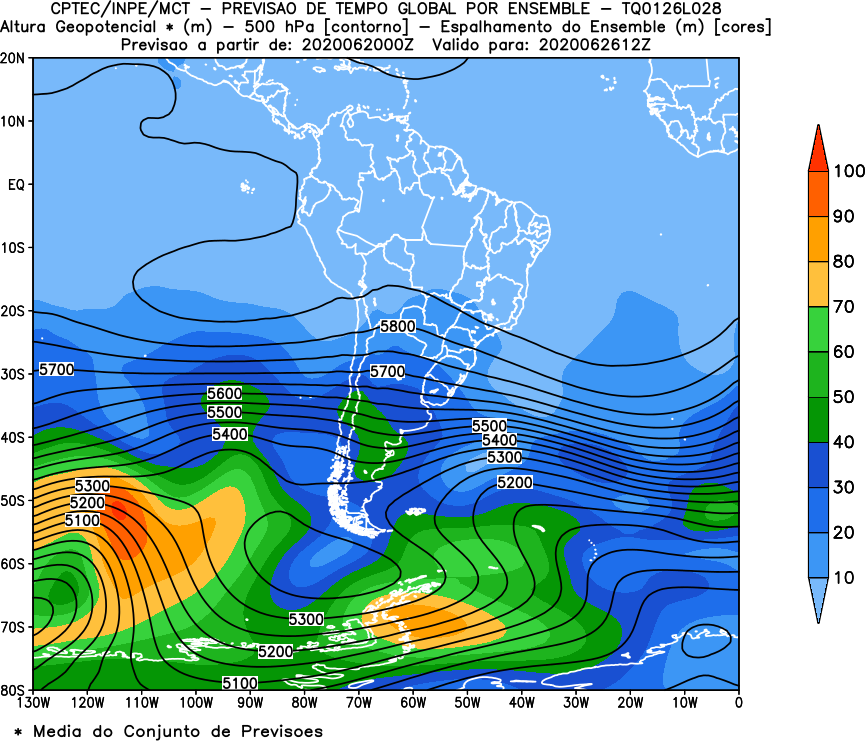 CPTEC/INPE/MCT – PREVISAO DE TEMPO GLOBAL POR ENSEMBLE – TQ0126L028
Altura Geopotencial * (m) – 500 hPa [contorno] – Espalhamento do Ensemble (m) [cores]
Previsao a partir de: 2020062000Z Valido para: 2020062612Z
20N
10N
EQ
10S
20S
30S
40S
50S
60S
70S
80S
5800
5700
5700
5600
5500
5400
5500
5400
5300
5200
5300
5200
5100
5300
5200
5100
130W 120W 110W 100W 90W 80W 70W 60W 50W 40W 30W 20W 10W 0
100
90
80
70
60
50
40
30
20
10
* Media do Conjunto de Previsoes